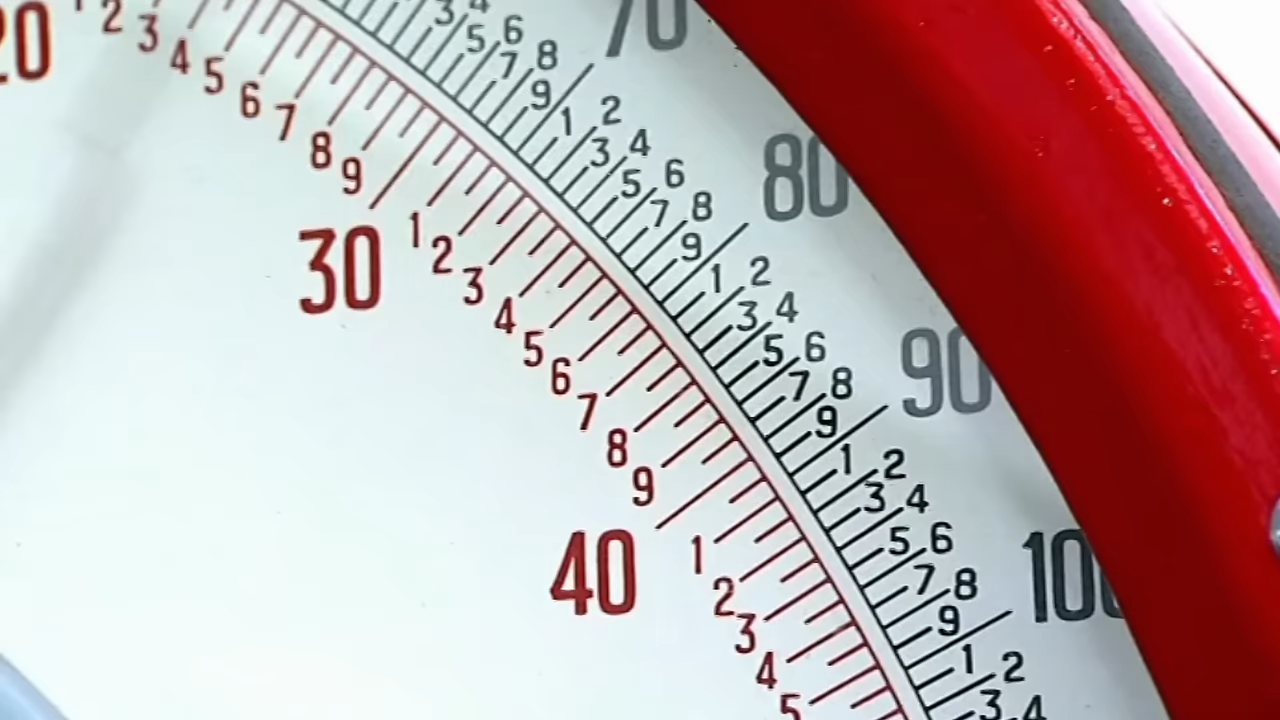 20
2 3 4 5 6 7 8 9
30
1 2 3 4 5 6 7 8 9
40
1 2 3 4 5
3 4 5 6 7 8 9
70
1 2 3 4 5 6 7 8 9
80
1 2 3 4 5 6 7 8 9
90
1 2 3 4 5 6 7 8 9
100
1 2 3 4